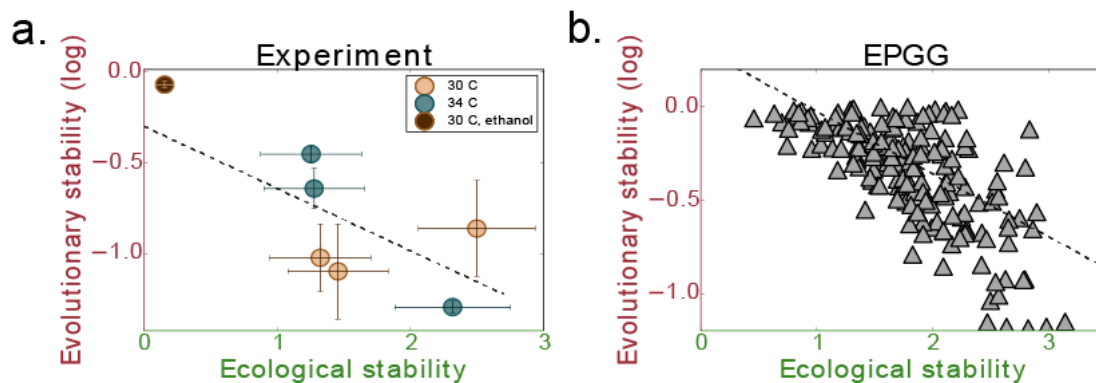 a.
Experiment
Evolutionary stability (log)
0.0
−0.5
−1.0
30 C
34 C
30 C, ethanol
0
1
2
3
Ecological stability
b.
EPGG
Evolutionary stability (log)
0.0
−0.5
−1.0
0
1
2
3
Ecological stability